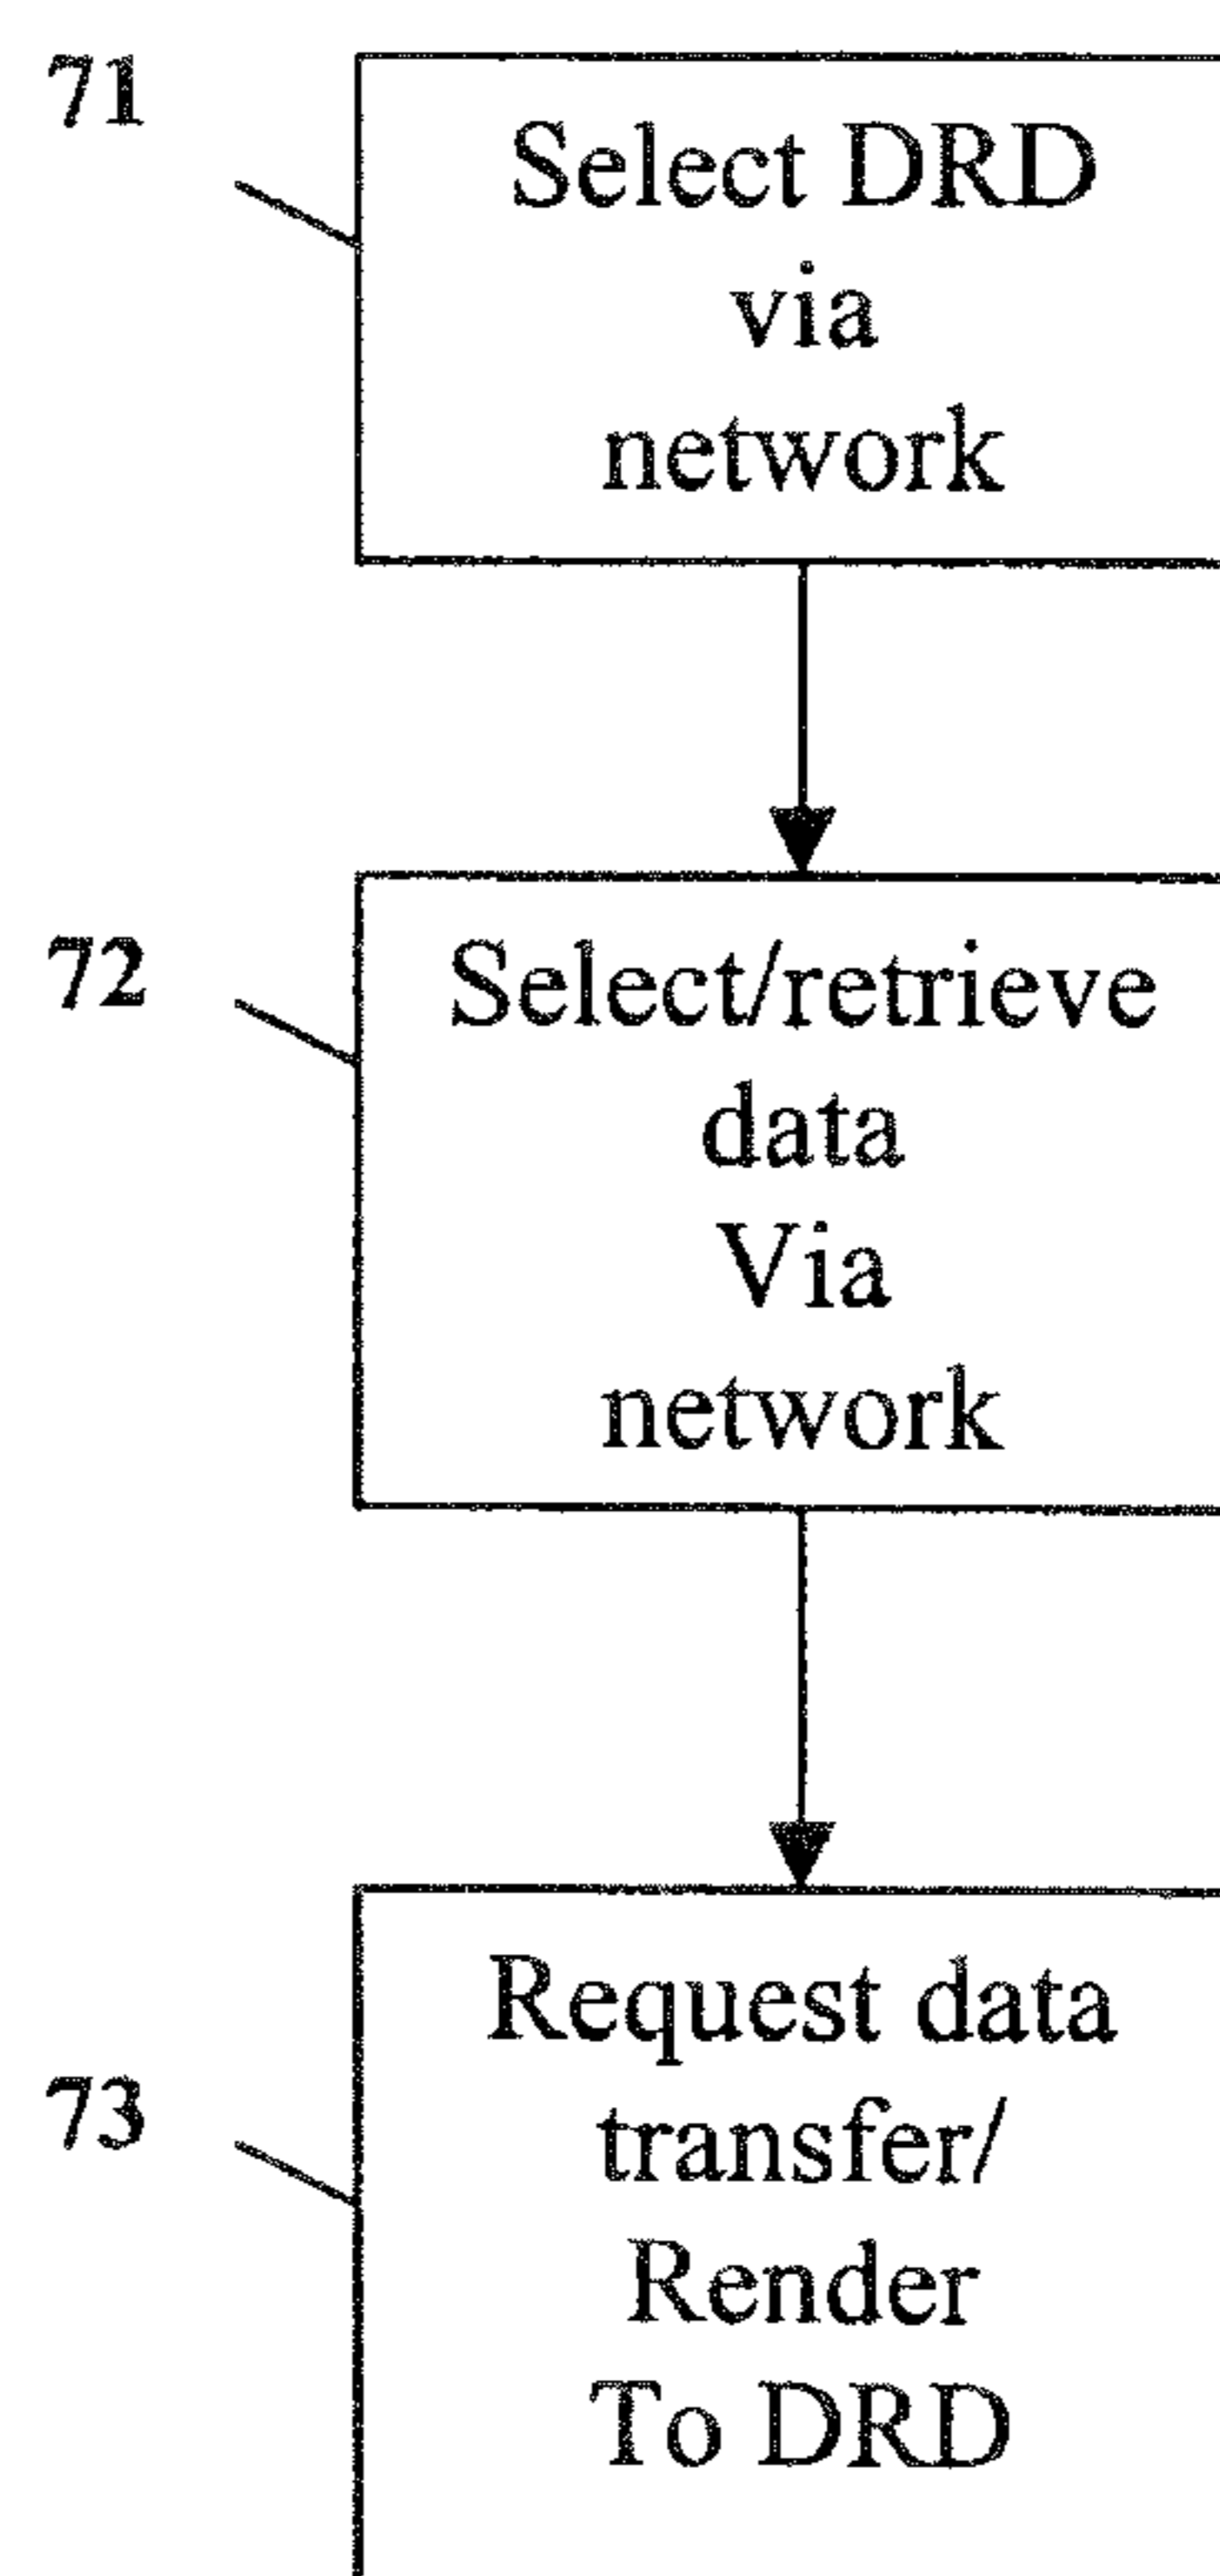 71
Select DRD
via
network
72
Select/retrieve
data
Via
network
73
Request data
transfer/
Render
To DRD